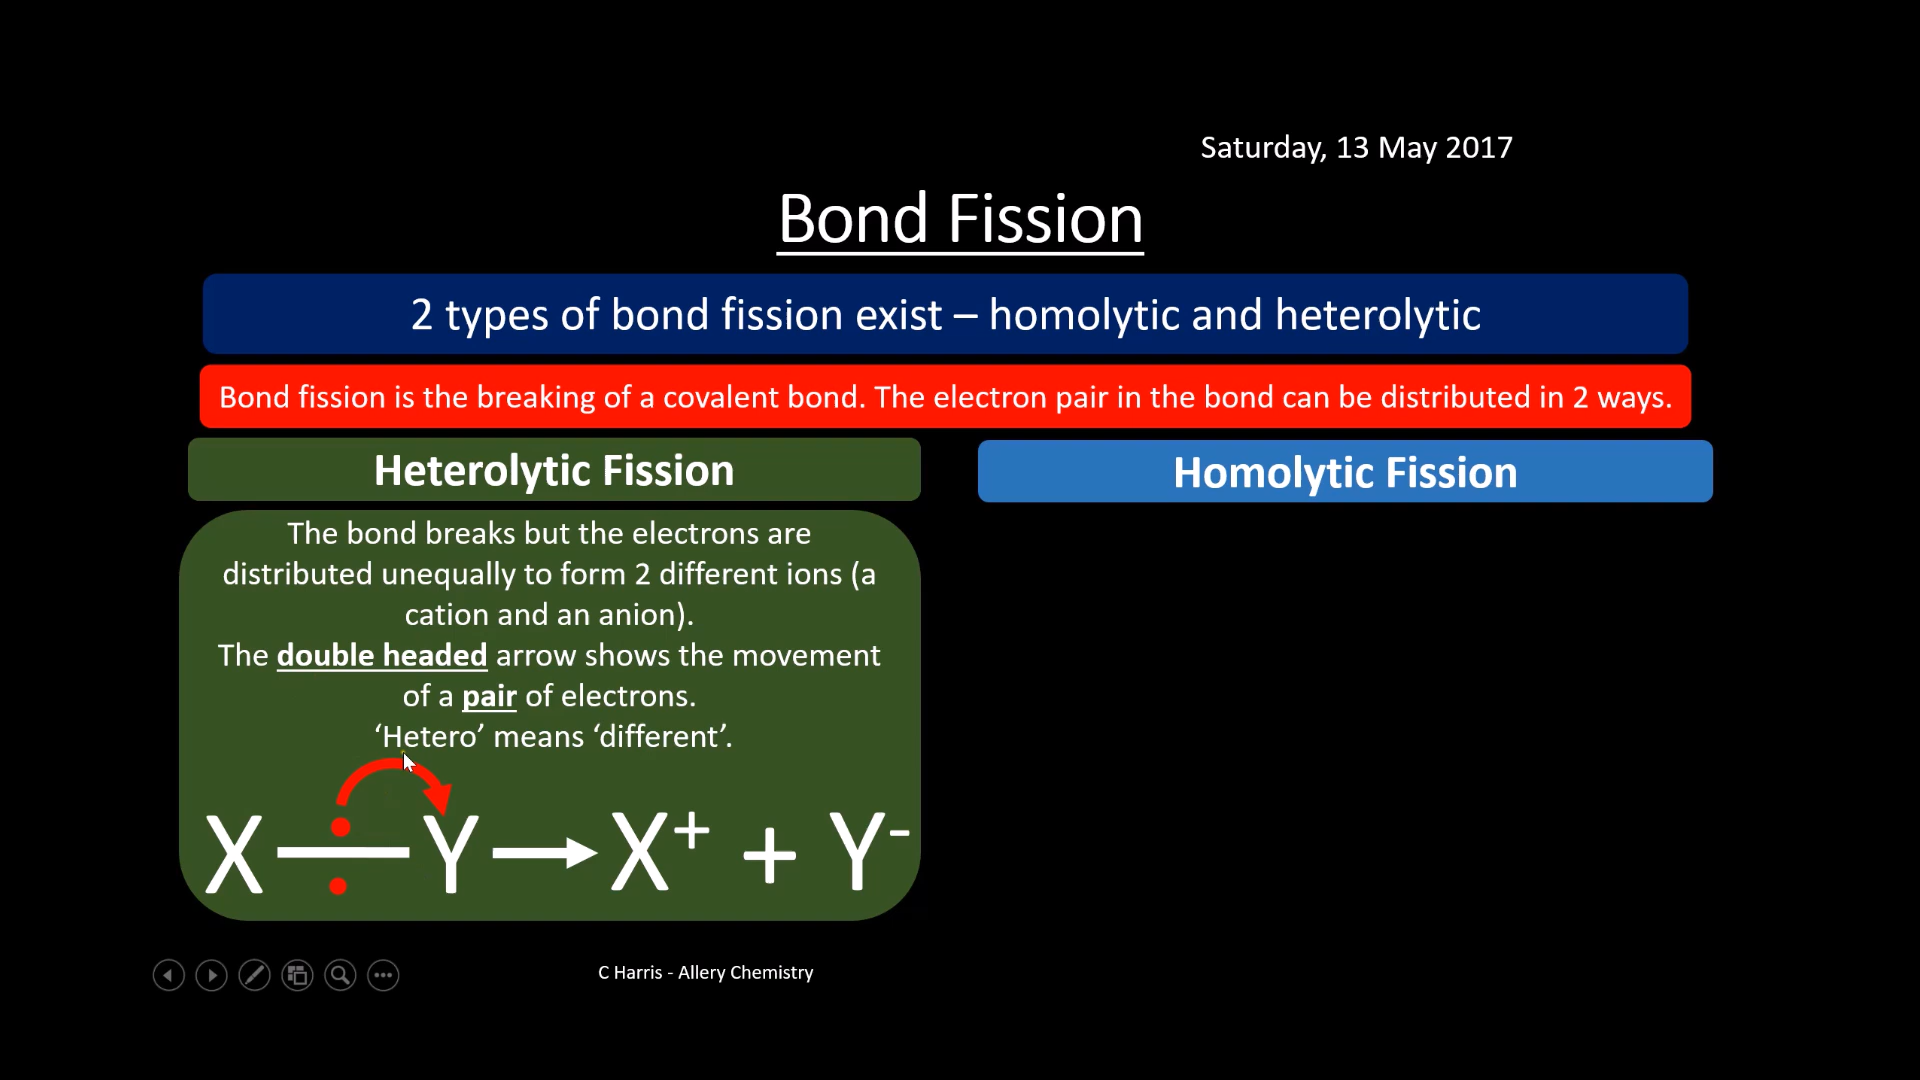 Saturday, 13 May 2017
Bond Fission
2 types of bond fission exist – homolytic and heterolytic
Bond fission is the breaking of a covalent bond. The electron pair in the bond can be distributed in 2 ways.
Heterolytic Fission
Homolytic Fission
The bond breaks but the electrons are
distributed unequally to form 2 different ions (a
cation and an anion).
The double headed arrow shows the movement
of a pair of electrons.
‘Hetero’ means ‘different’.
X — Y → X⁺ + Y⁻
C Harris - Allery Chemistry